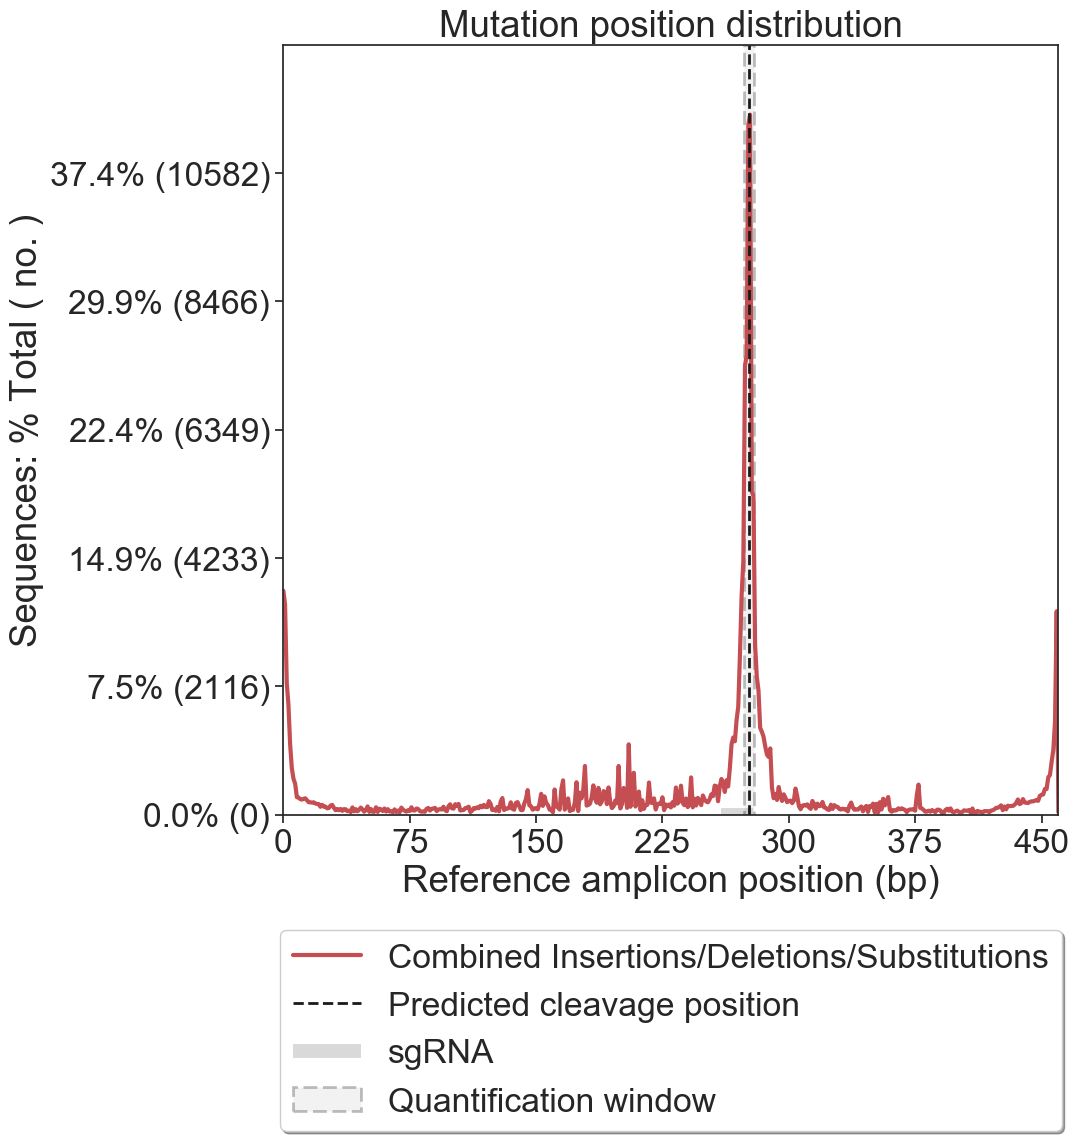 Mutation position distribution
Sequences: % Total ( no. )
37.4% (10582)
29.9% (8466)
22.4% (6349)
14.9% (4233)
7.5% (2116)
0.0% (0)
0 75 150 225 300 375 450
Reference amplicon position (bp)
Combined Insertions/Deletions/Substitutions
Predicted cleavage position
sgRNA
Quantification window